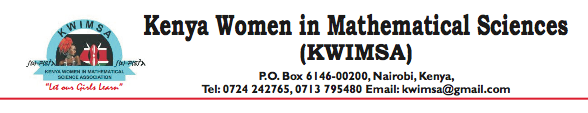 KWIMSA
KENYA WOMEN IN MATHEMATICAL
SCIENCE ASSOCIATION
"Let our Girls Learn"
Kenya Women in Mathematical Sciences
(KWIMSA)
P.O. Box 6146-00200, Nairobi, Kenya,
Tel: 0724 242765, 0713 795480 Email: kwimsa@gmail.com